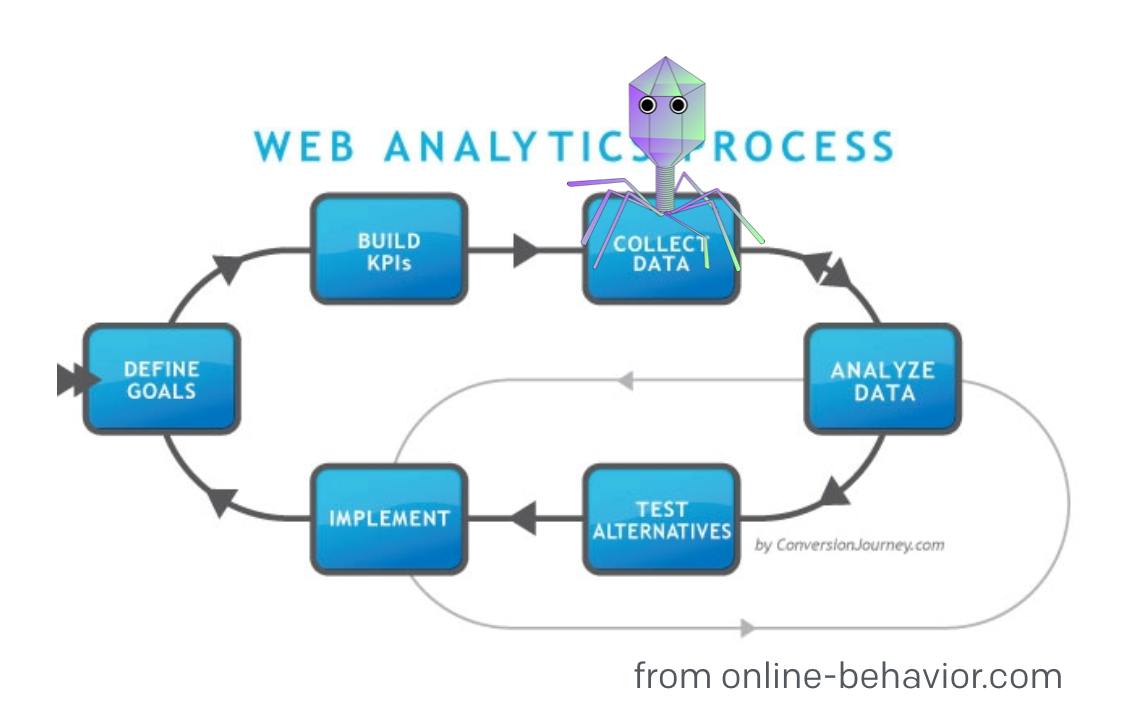 WEB ANALYTICS PROCESS
BUILD
KPIs
COLLECT
DATA
DEFINE
GOALS
ANALYZE
DATA
IMPLEMENT
TEST
ALTERNATIVES
by ConversionJourney.com
from online-behavior.com